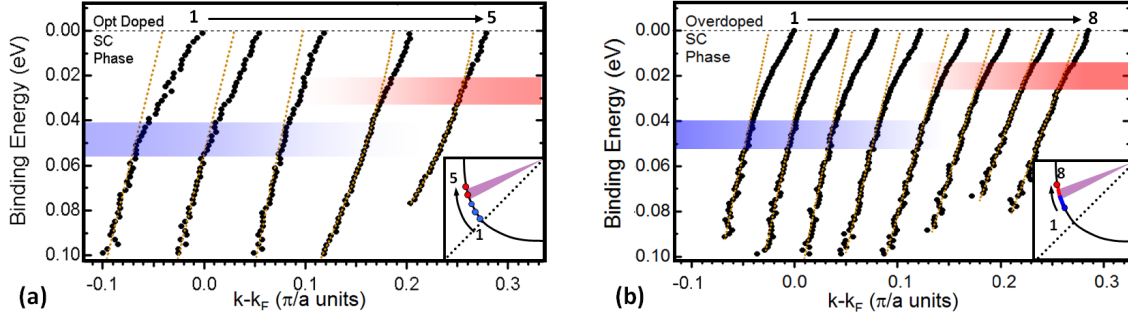 Opt Doped
SC
Phase
1
5
0.00
0.02
0.04
0.06
0.08
0.10
Binding Energy (eV)
5
1
-0.1
0.0
0.1
0.2
0.3
k-kF (π/a units)
(a)
Overdoped
SC
Phase
1
8
0.00
0.02
0.04
0.06
0.08
0.10
Binding Energy (eV)
8
1
-0.1
0.0
0.1
0.2
0.3
k-kF (π/a units)
(b)